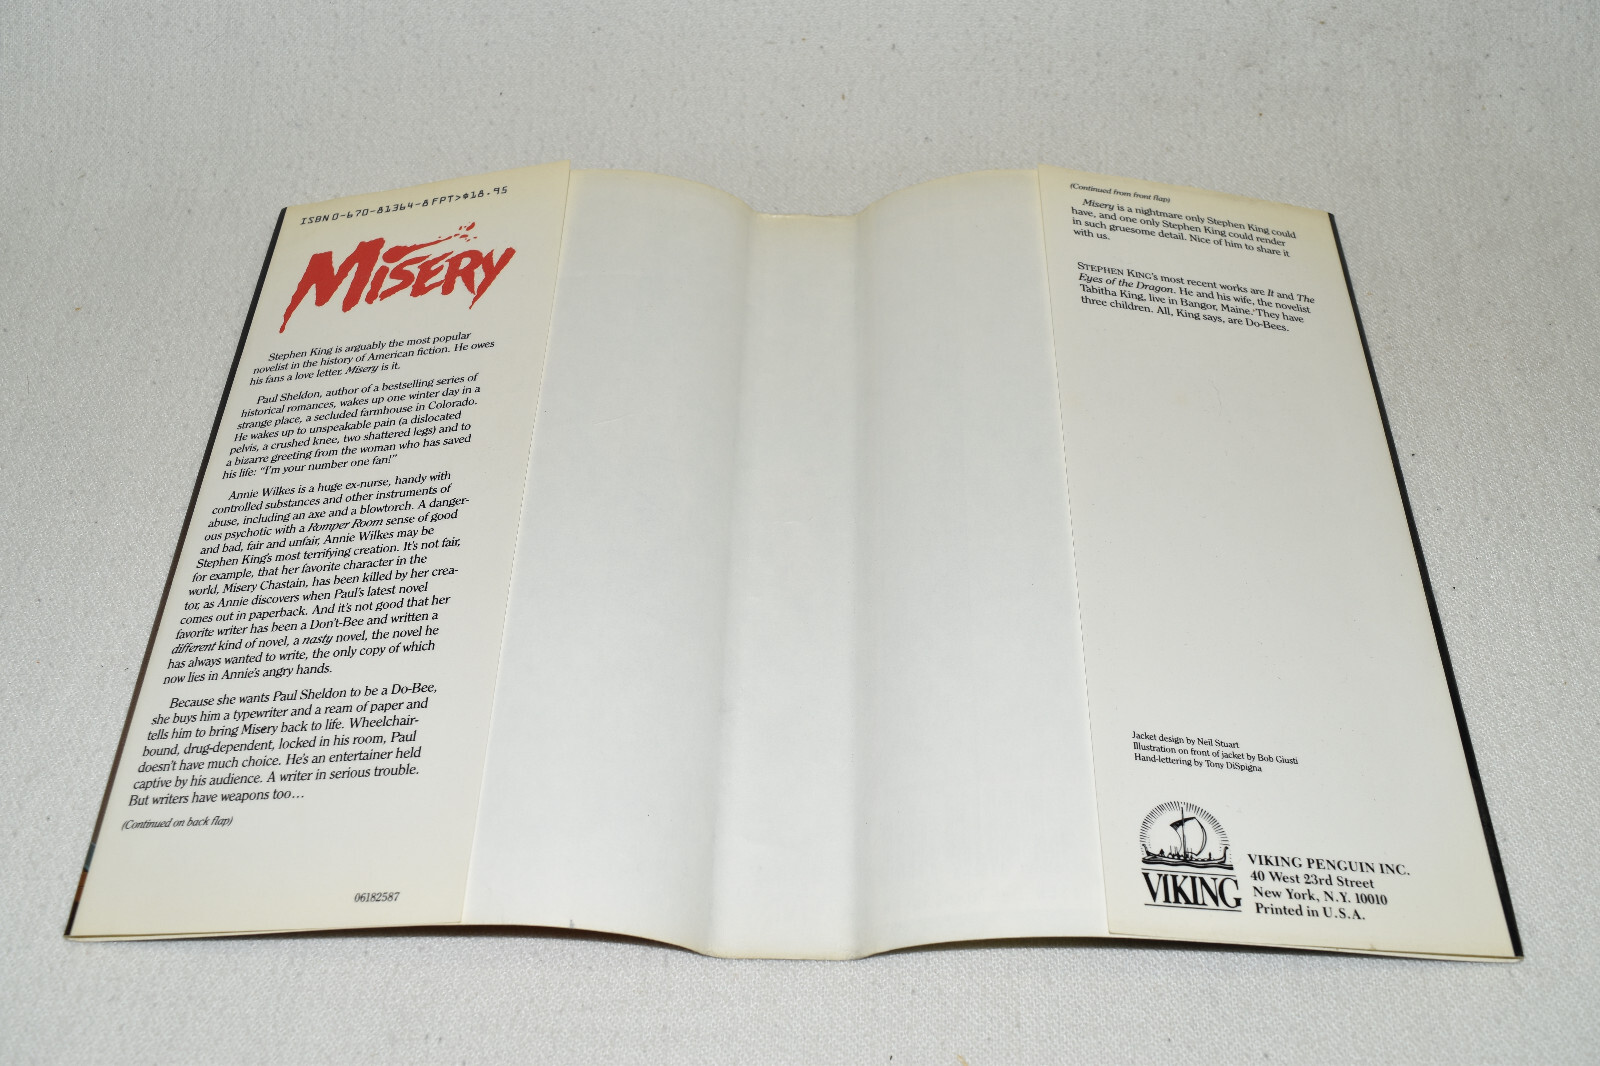 ISBN 0-670-81364-8 FPT>$18.95
MISERY
Stephen King is arguably the most popular
novelist in the history of American fiction. He owes
his fans a love letter. Misery is it.
Paul Sheldon, author of a bestselling series of
historical romances, wakes up one winter day in a
strange place, a secluded farmhouse in Colorado.
He wakes up to unspeakable pain (a dislocated
pelvis, a crushed knee, two shattered legs) and to
a bizarre greeting from the woman who has saved
his life: “I'm your number one fan!”
Annie Wilkes is a huge ex-nurse, handy with
controlled substances and other instruments of
abuse, including an axe and a blowtorch. A danger-
ous psychotic with a Romper Room sense of good
and bad, fair and unfair, Annie Wilkes may be
Stephen King's most terrifying creation. It's not fair,
for example, that her favorite character in the
world, Misery Chastain, has been killed by her crea-
tor, as Annie discovers when Paul's latest novel
comes out in paperback. And it's not good that her
favorite writer has been a Don't-Bee and written a
different kind of novel, a nasty novel, the novel he
has always wanted to write, the only copy of which
now lies in Annie's angry hands.
Because she wants Paul Sheldon to be a Do-Bee,
she buys him a typewriter and a ream of paper and
tells him to bring Misery back to life. Wheelchair-
bound, drug-dependent, locked in his room, Paul
doesn't have much choice. He's an entertainer held
captive by his audience. A writer in serious trouble.
But writers have weapons too...
(Continued on back flap)
06182587
(Continued from front flap)
Misery is a nightmare only Stephen King could
have, and one only Stephen King could render
in such gruesome detail. Nice of him to share it
with us.
STEPHEN KING's most recent works are It and The
Eyes of the Dragon. He and his wife, the novelist
Tabitha King, live in Bangor, Maine. They have
three children. All, King says, are Do-Bees.
Jacket design by Neil Stuart
Illustration on front of jacket by Bob Giusti
Hand-lettering by Tony DiSpigna
VIKING
VIKING PENGUIN INC.
40 West 23rd Street
New York, N.Y. 10010
Printed in U.S.A.